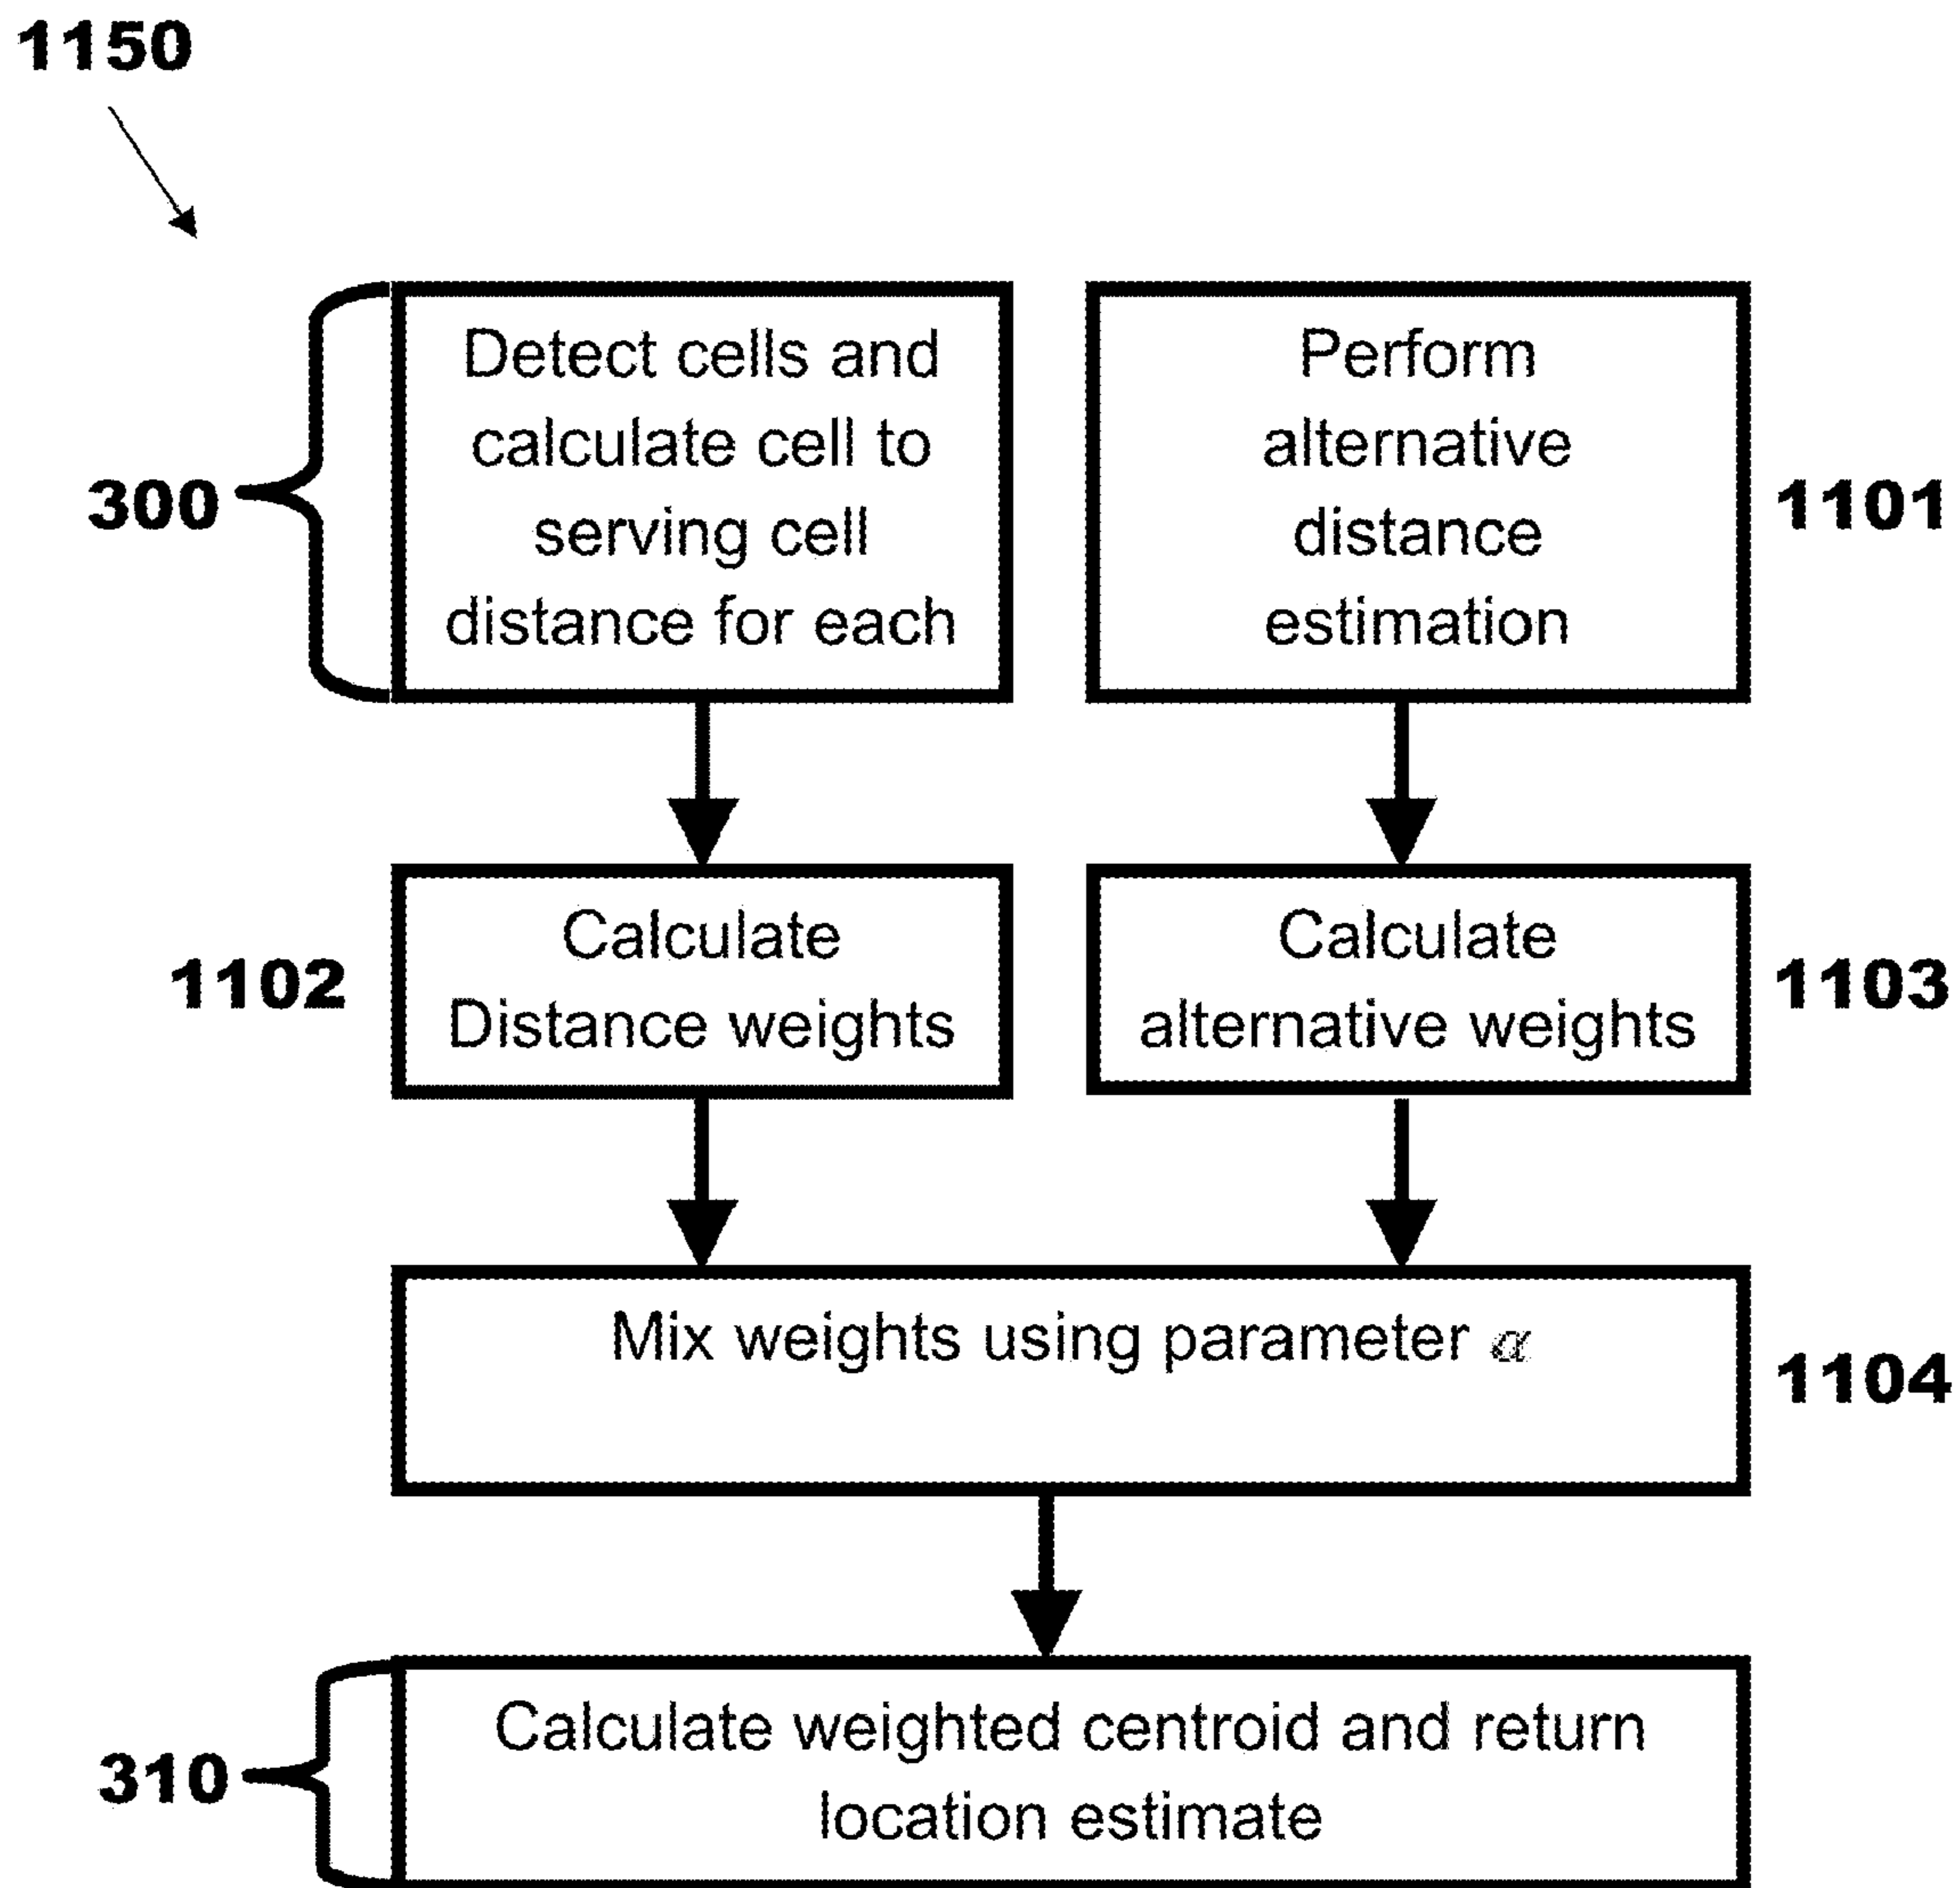 1150
300
Detect cells and
calculate cell to
serving cell
distance for each
Perform
alternative
distance
estimation
1101
1102
Calculate
Distance weights
Calculate
alternative weights
1103
Mix weights using parameter α
1104
310
Calculate weighted centroid and return
location estimate